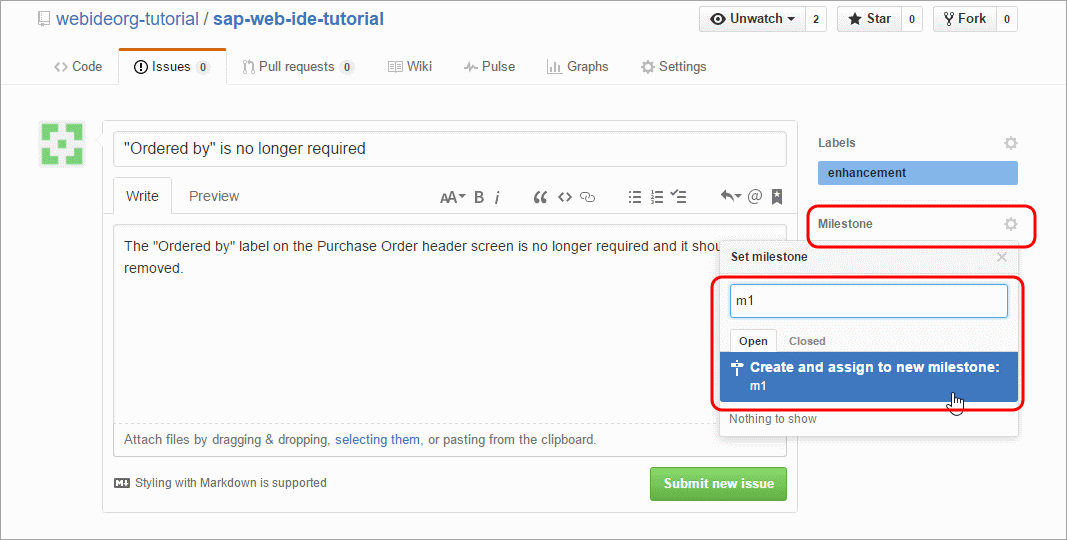 webideorg-tutorial / sap-web-ide-tutorial
Unwatch 2 Star 0 Fork 0
Code Issues 0 Pull requests 0 Wiki Pulse Graphs Settings
"Ordered by" is no longer required
Write Preview AA B i @
The "Ordered by" label on the Purchase Order header screen is no longer required and it shou
removed.
Attach files by dragging & dropping, selecting them, or pasting from the clipboard.
Styling with Markdown is supported
Submit new issue
Labels
enhancement
Milestone
Set milestone
m1
Open Closed
Create and assign to new milestone:
m1
Nothing to show